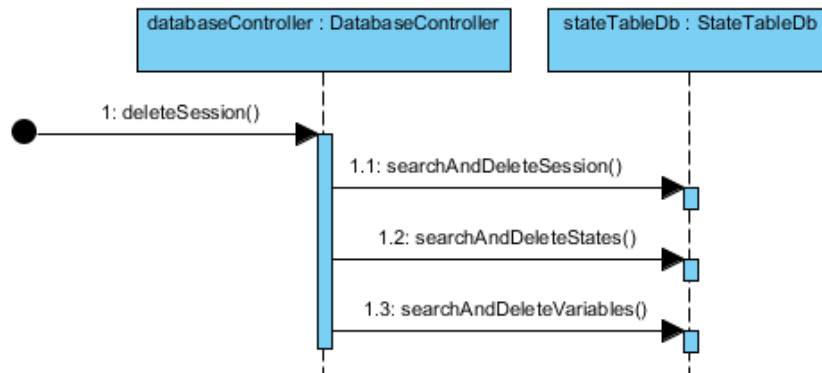 databaseController : DatabaseController
stateTableDb : StateTableDb
1: deleteSession()
1.1: searchAndDeleteSession()
1.2: searchAndDeleteStates()
1.3: searchAndDeleteVariables()